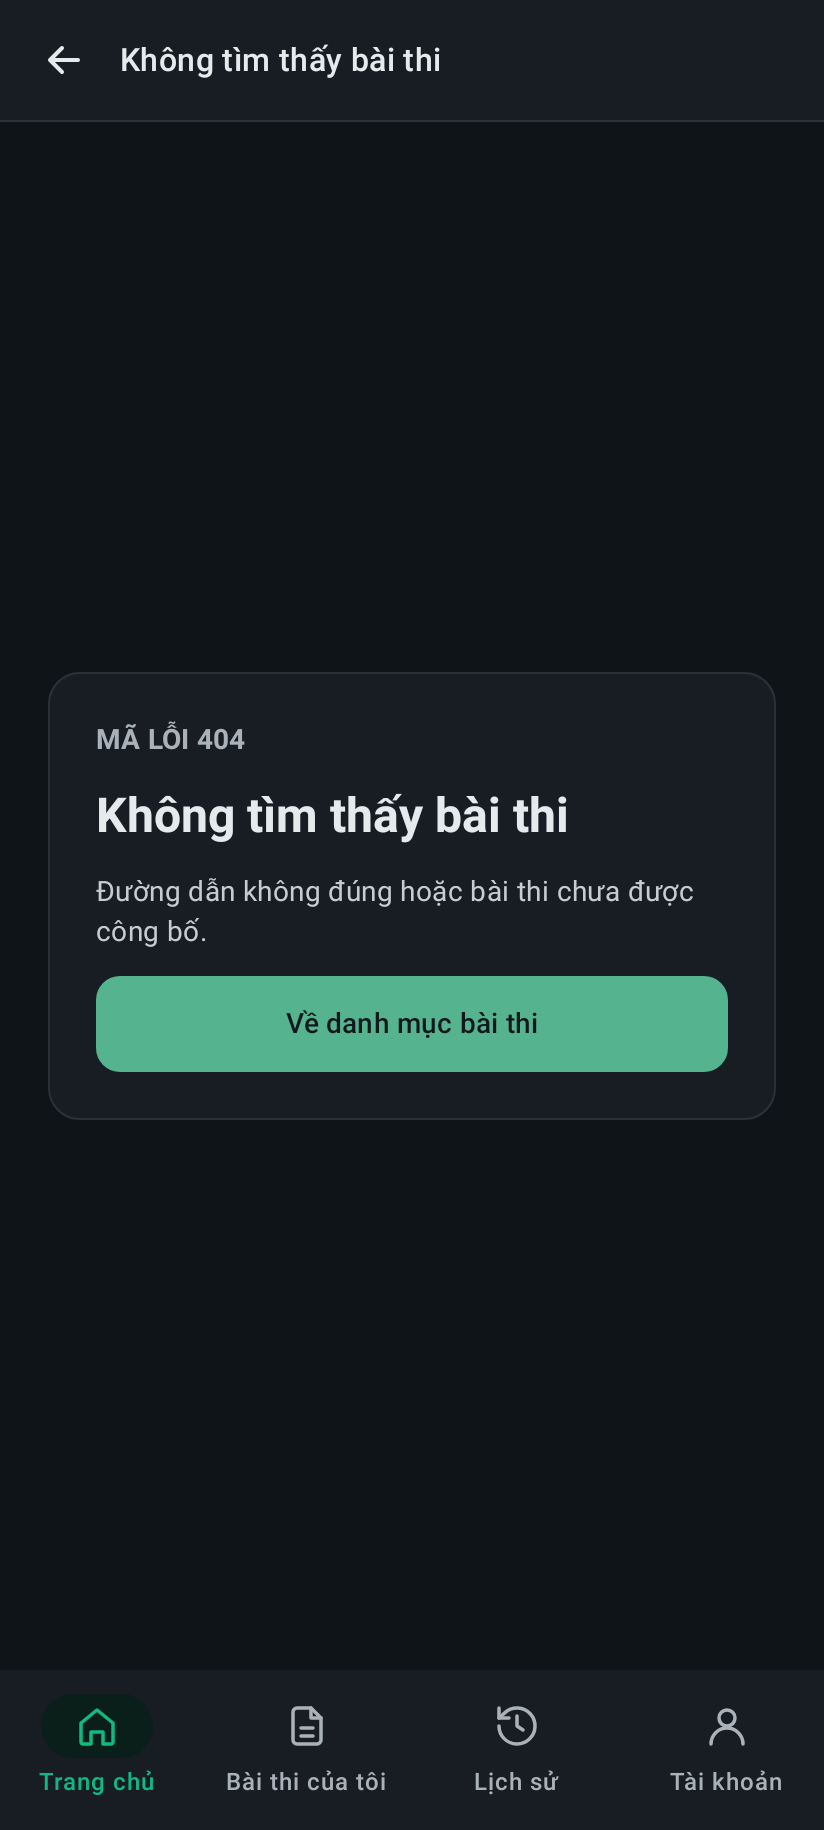 Không tìm thấy bài thi
MÃ LỖI 404
Không tìm thấy bài thi
Đường dẫn không đúng hoặc bài thi chưa được
công bố.
Về danh mục bài thi
Trang chủ
Bài thi của tôi
Lịch sử
Tài khoản